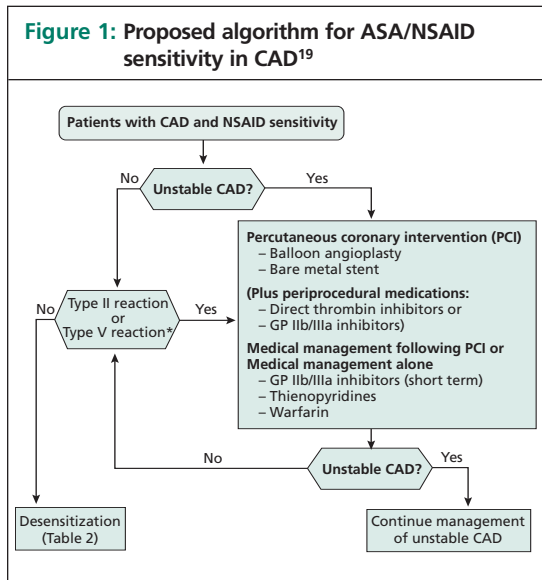 Figure 1: Proposed algorithm for ASA/NSAID
sensitivity in CAD19
Patients with CAD and NSAID sensitivity
No
Unstable CAD?
Yes
Percutaneous coronary intervention (PCI)
– Balloon angioplasty
– Bare metal stent
(Plus periprocedural medications:
– Direct thrombin inhibitors or
– GP IIb/IIIa inhibitors)
Medical management following PCI or
Medical management alone
– GP IIb/IIIa inhibitors (short term)
– Thienopyridines
– Warfarin
No
Type II reaction
or
Type V reaction*
Yes
No
Unstable CAD?
Yes
Desensitization
(Table 2)
Continue management
of unstable CAD